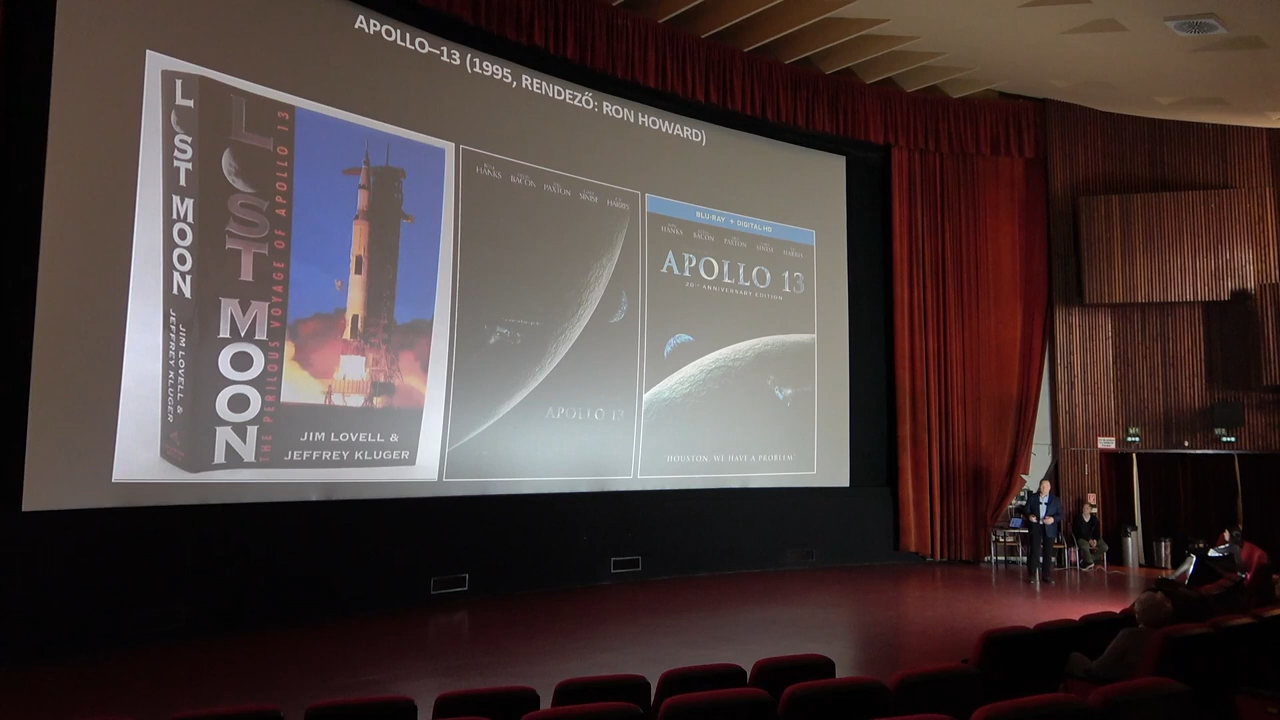 APOLLO–13 (1995, RENDEZŐ: RON HOWARD)
LOST MOON
JIM LOVELL &
JEFFREY KLUGER
LOST MOON
THE PERILOUS VOYAGE OF APOLLO 13
JIM LOVELL &
JEFFREY KLUGER
HANKS BACON PAXTON SINISE HARRIS
APOLLO 13
BLU-RAY + DIGITAL HD
HANKS BACON PAXTON SINISE HARRIS
APOLLO 13
20TH ANNIVERSARY EDITION
HOUSTON, WE HAVE A PROBLEM.